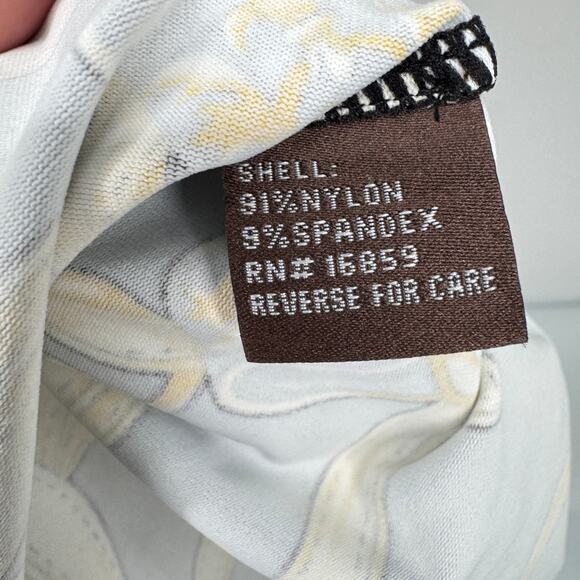 SHELL:
91%NYLON
9%SPANDEX
RN# 16859
REVERSE FOR CARE